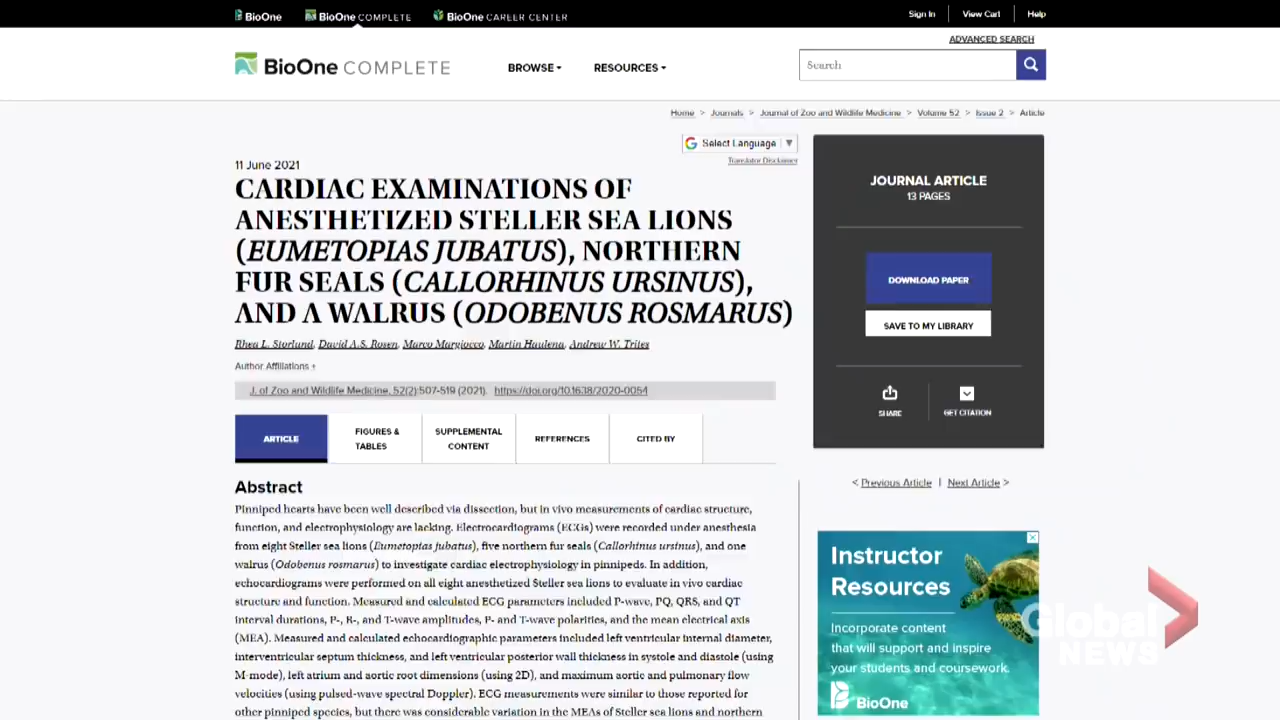 BioOne
BioOne COMPLETE
BioOne CAREER CENTER
Sign In
View Cart
Help
ADVANCED SEARCH
BioOne COMPLETE
BROWSE
RESOURCES
Search
Home > Journals > Journal of Zoo and Wildlife Medicine > Volume 52 > Issue 2 > Article
Select Language
Translator Disclaimer
11 June 2021
CARDIAC EXAMINATIONS OF
ANESTHETIZED STELLER SEA LIONS
(EUMETOPIAS JUBATUS), NORTHERN
FUR SEALS (CALLORHINUS URSINUS),
AND A WALRUS (ODOBENUS ROSMARUS)
Rhea L. Storlund, David A.S. Rosen, Marco Margiocco, Martin Haulena, Andrew W. Trites
Author Affiliations +
J. of Zoo and Wildlife Medicine, 52(2):507-519 (2021). https://doi.org/10.1638/2020-0054
ARTICLE
FIGURES &
TABLES
SUPPLEMENTAL
CONTENT
REFERENCES
CITED BY
Abstract
Pinniped hearts have been well described via dissection, but in vivo measurements of cardiac structure,
function, and electrophysiology are lacking. Electrocardiograms (ECGs) were recorded under anesthesia
from eight Steller sea lions (Eumetopias jubatus), five northern fur seals (Callorhinus ursinus), and one
walrus (Odobenus rosmarus) to investigate cardiac electrophysiology in pinnipeds. In addition,
echocardiograms were performed on all eight anesthetized Steller sea lions to evaluate in vivo cardiac
structure and function. Measured and calculated ECG parameters included P-wave, PQ, QRS, and QT
interval durations, P-, R-, and T-wave amplitudes, P- and T-wave polarities, and the mean electrical axis
(MEA). Measured and calculated echocardiographic parameters included left ventricular internal diameter,
interventricular septum thickness, and left ventricular posterior wall thickness in systole and diastole (using
M-mode), left atrium and aortic root dimensions (using 2D), and maximum aortic and pulmonary flow
velocities (using pulsed-wave spectral Doppler). ECG measurements were similar to those reported for
other pinniped species, but there was considerable variation in the MEAs of Steller sea lions and northern
JOURNAL ARTICLE
13 PAGES
DOWNLOAD PAPER
SAVE TO MY LIBRARY
SHARE
GET CITATION
< Previous Article | Next Article >
Instructor
Resources
Incorporate content
that will support and inspire
your students and coursework.
BioOne
Global
NEWS